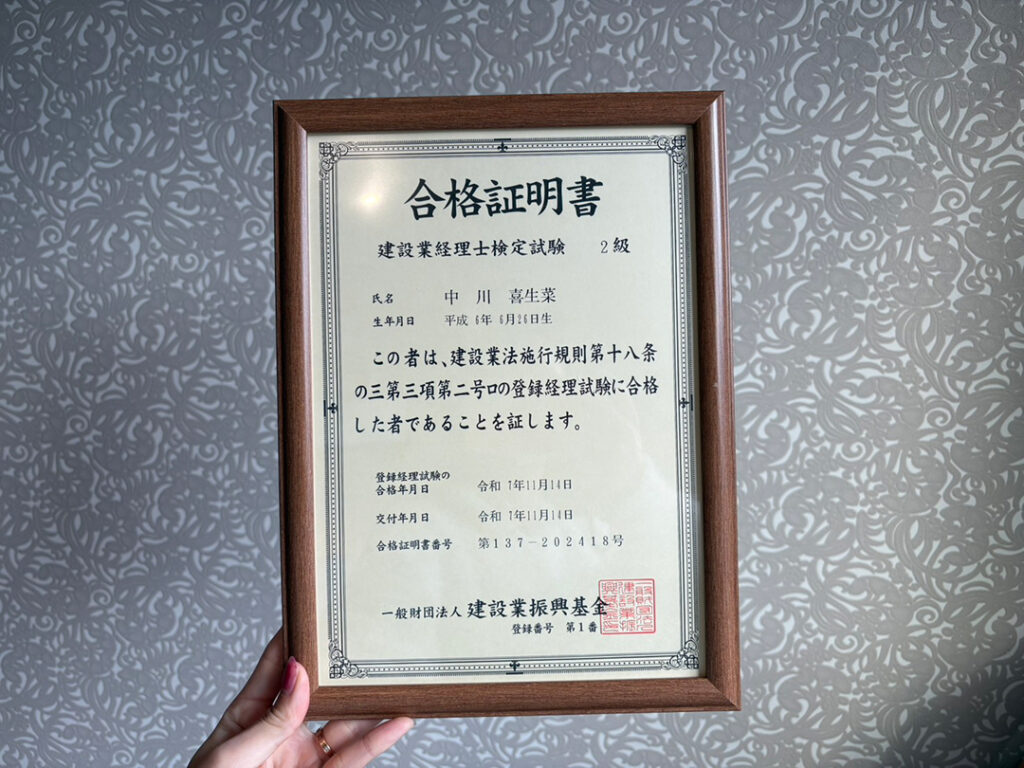 合格証明書
建設業経理士検定試験 2級
氏名 中川 喜生菜
生年月日 平成 6年 6月26日生
この者は、建設業法施行規則第十八条
の三第三項第二号ロの登録経理試験に合格
した者であることを証します。
登録経理試験の
合格年月日 令和 7年11月14日
交付年月日 令和 7年11月14日
合格証明書番号 第137-202418号
一般財団法人 建設業振興基金
登録番号 第1番